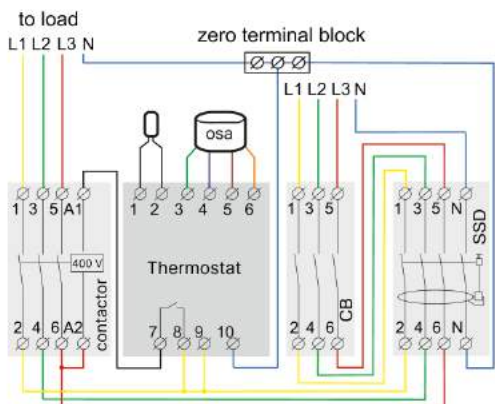 to load
L1 L2 L3 N
zero terminal block
L1 L2 L3 N
osa
1 3 5 A1
1 2 3 4 5 6
1 3 5
1 3 5 N
400 V
contactor
Thermostat
CB
SSD
7 8 9 10
2 4 6 A2
2 4 6
2 4 6 N